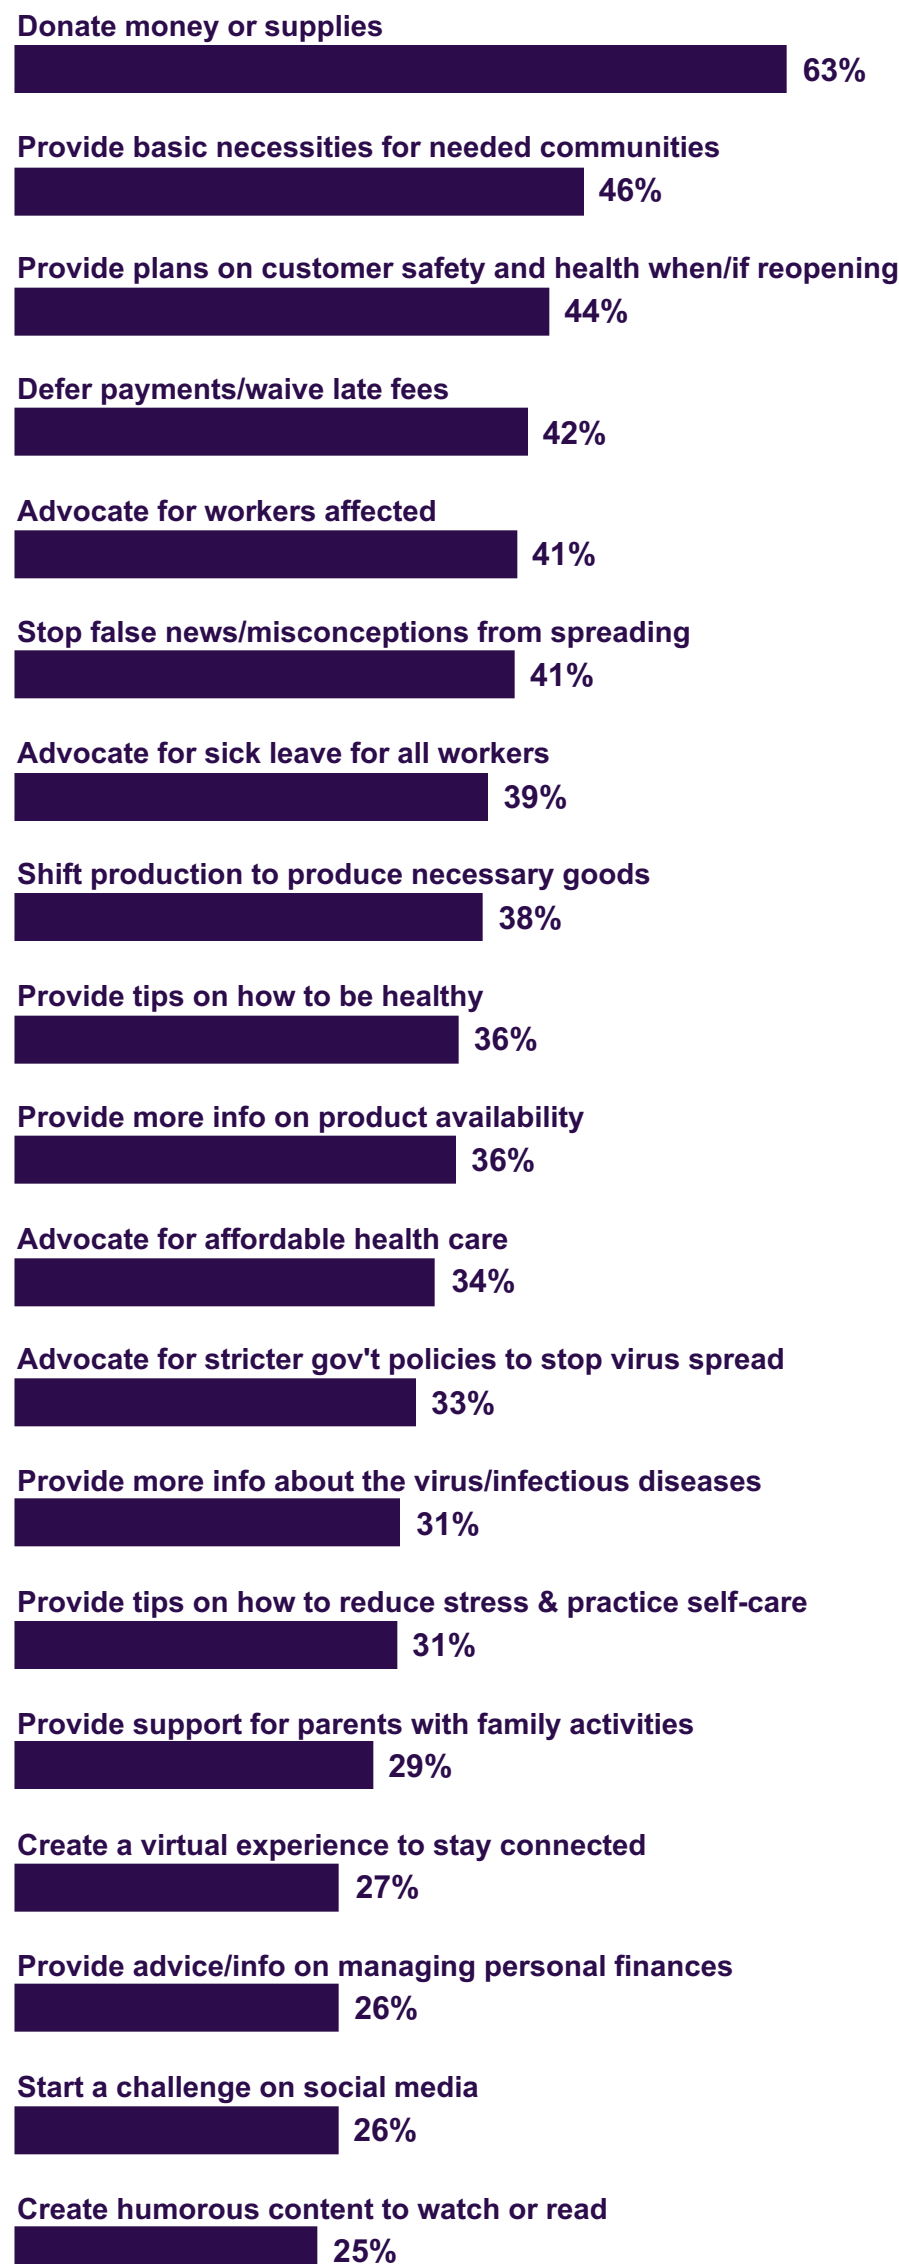 Donate money or supplies
63%
Provide basic necessities for needed communities
46%
Provide plans on customer safety and health when/if reopening
44%
Defer payments/waive late fees
42%
Advocate for workers affected
41%
Stop false news/misconceptions from spreading
41%
Advocate for sick leave for all workers
39%
Shift production to produce necessary goods
38%
Provide tips on how to be healthy
36%
Provide more info on product availability
36%
Advocate for affordable health care
34%
Advocate for stricter gov't policies to stop virus spread
33%
Provide more info about the virus/infectious diseases
31%
Provide tips on how to reduce stress & practice self-care
31%
Provide support for parents with family activities
29%
Create a virtual experience to stay connected
27%
Provide advice/info on managing personal finances
26%
Start a challenge on social media
26%
Create humorous content to watch or read
25%